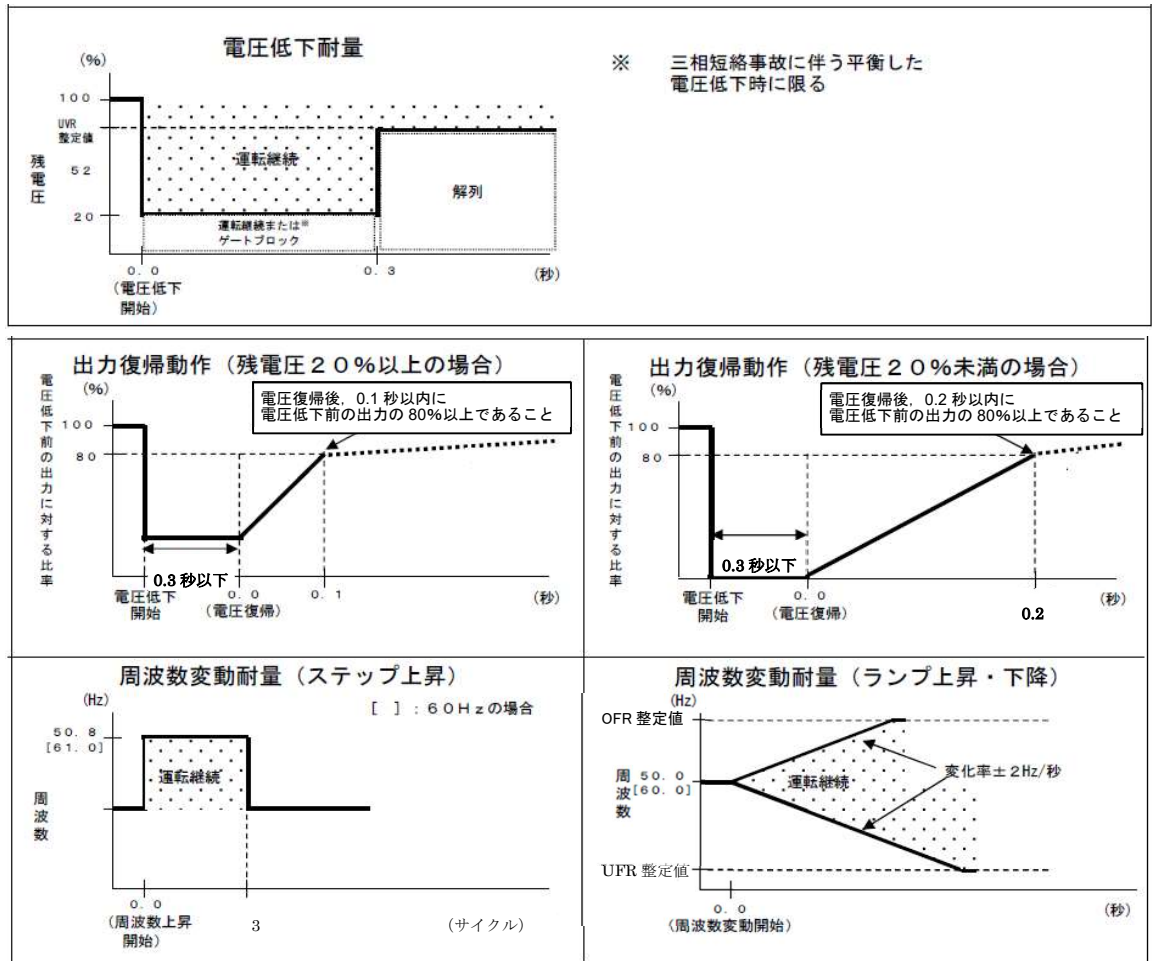 電圧低下耐量
(%)
100
UVR
整定値
52
20
残電圧
運転継続
運転継続または※
ゲートブロック
解列
0.0
(電圧低下
開始)
0.3
(秒)
※ 三相短絡事故に伴う平衡した
電圧低下時に限る
出力復帰動作（残電圧20%以上の場合）
電圧低下前の出力に対する比率
(%)
100
80
電圧復帰後，0.1 秒以内に
電圧低下前の出力の 80%以上であること
0.3 秒以下
電圧低下
開始
0.0
(電圧復帰)
0.1
(秒)
出力復帰動作（残電圧20%未満の場合）
電圧低下前の出力に対する比率
(%)
100
80
電圧復帰後，0.2 秒以内に
電圧低下前の出力の 80%以上であること
0.3 秒以下
電圧低下
開始
0.0
(電圧復帰)
0.2
(秒)
周波数変動耐量（ステップ上昇）
(Hz)
[ ]：60Hzの場合
50.8
[61.0]
周波数
運転継続
0.0
(周波数上昇
開始)
3
(サイクル)
周波数変動耐量（ランプ上昇・下降）
(Hz)
OFR 整定値
周波数
50.0
[60.0]
運転継続
変化率±2Hz/秒
UFR 整定値
0.0
(周波数変動開始)
(秒)